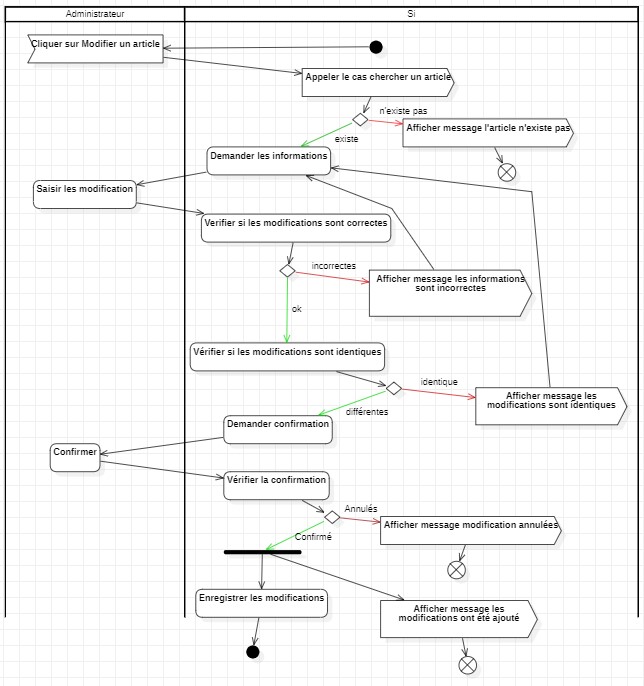 Administrateur
Si
Cliquer sur Modifier un article
Appeler le cas chercher un article
n'existe pas
Afficher message l'article n'existe pas
existe
Demander les informations
Saisir les modification
Verifier si les modifications sont correctes
incorrectes
Afficher message les informations
sont incorrectes
ok
Vérifier si les modifications sont identiques
identique
Afficher message les
modifications sont identiques
différentes
Demander confirmation
Confirmer
Vérifier la confirmation
Annulés
Afficher message modification annulées
Confirmé
Enregistrer les modifications
Afficher message les
modifications ont été ajouté